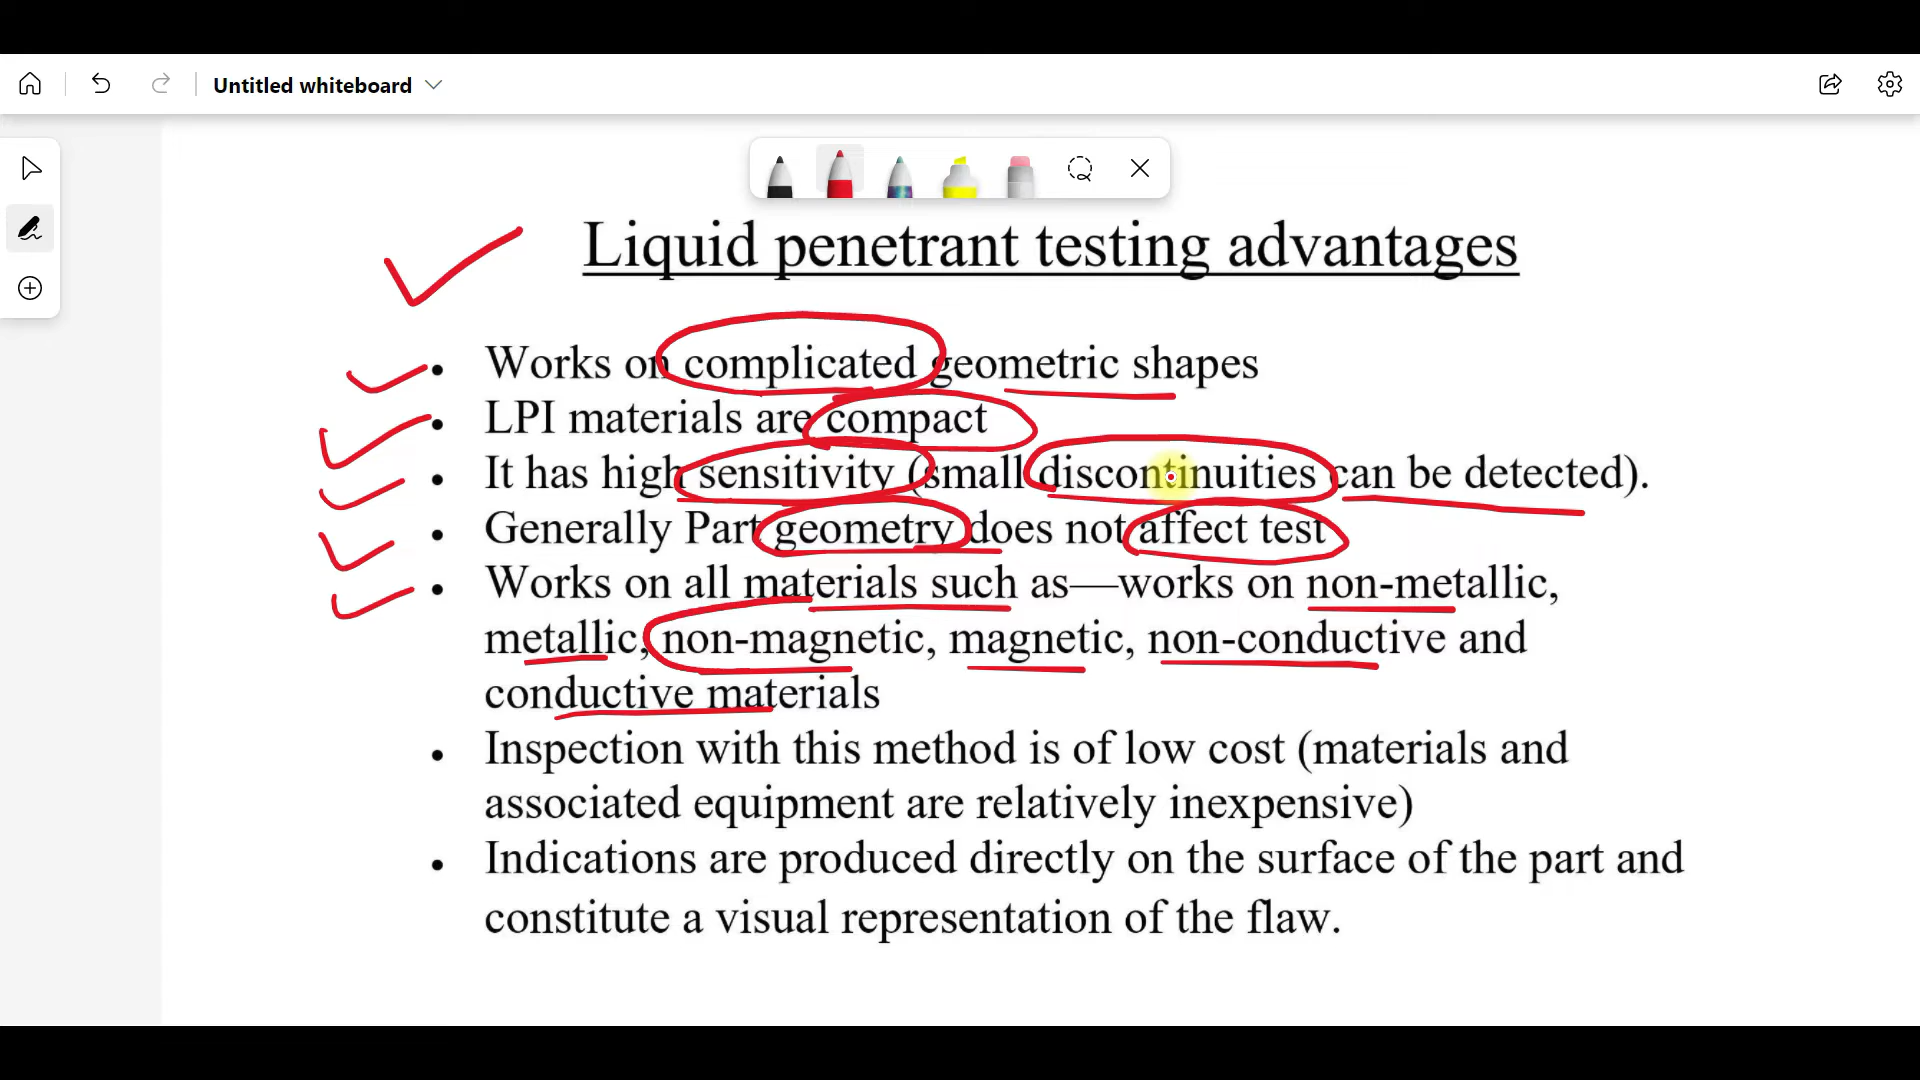 Untitled whiteboard
Liquid penetrant testing advantages
• Works on complicated geometric shapes
• LPI materials are compact
• It has high sensitivity (small discontinuities can be detected).
• Generally Part geometry does not affect test
• Works on all materials such as—works on non-metallic,
metallic, non-magnetic, magnetic, non-conductive and
conductive materials
• Inspection with this method is of low cost (materials and
associated equipment are relatively inexpensive)
• Indications are produced directly on the surface of the part and
constitute a visual representation of the flaw.